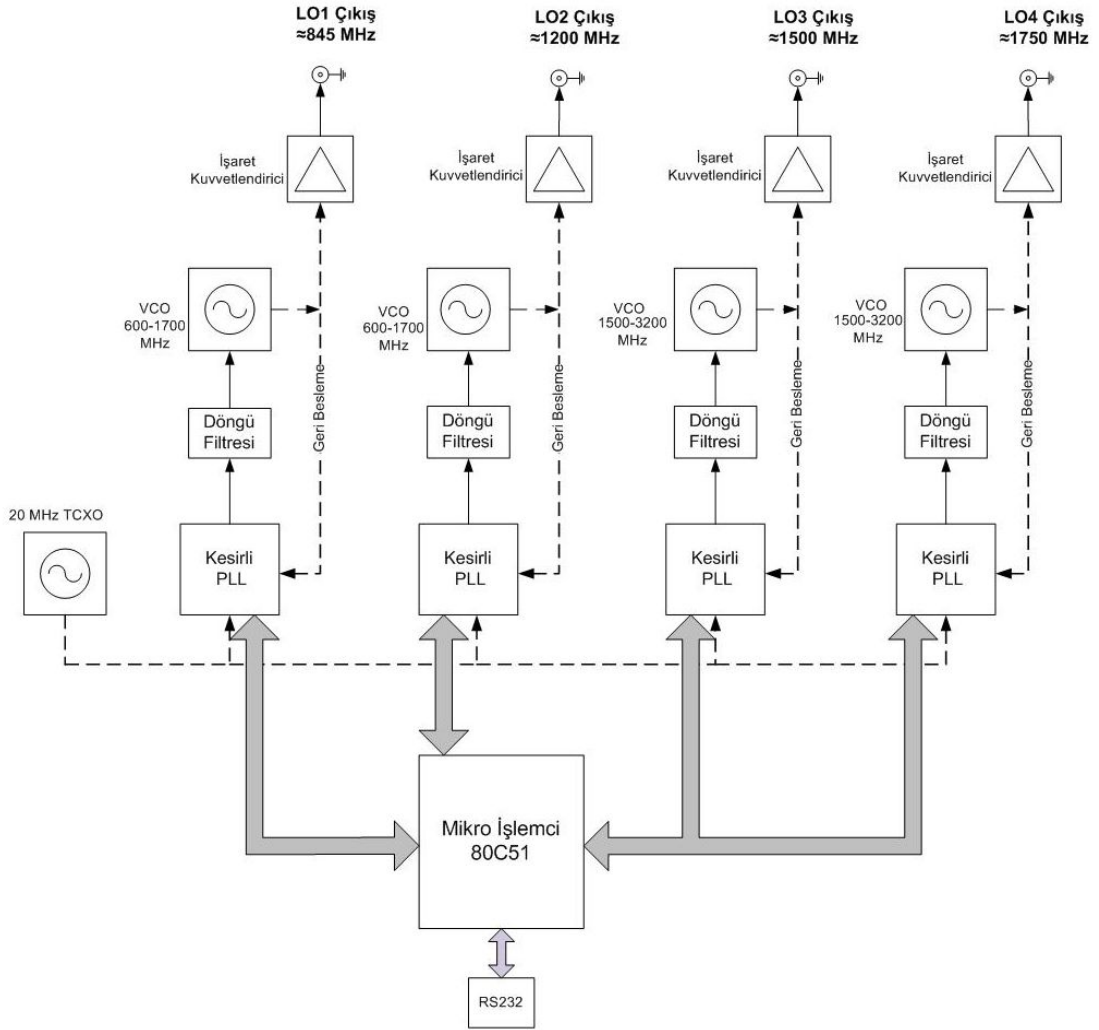 LO1 Çıkış
≈845 MHz
LO2 Çıkış
≈1200 MHz
LO3 Çıkış
≈1500 MHz
LO4 Çıkış
≈1750 MHz
İşaret
Kuvvetlendirici
İşaret
Kuvvetlendirici
İşaret
Kuvvetlendirici
İşaret
Kuvvetlendirici
VCO
600-1700
MHz
VCO
600-1700
MHz
VCO
1500-3200
MHz
VCO
1500-3200
MHz
Geri Besleme
Geri Besleme
Geri Besleme
Geri Besleme
Döngü
Filtresi
Döngü
Filtresi
Döngü
Filtresi
Döngü
Filtresi
20 MHz TCXO
Kesirli
PLL
Kesirli
PLL
Kesirli
PLL
Kesirli
PLL
Mikro İşlemci
80C51
RS232